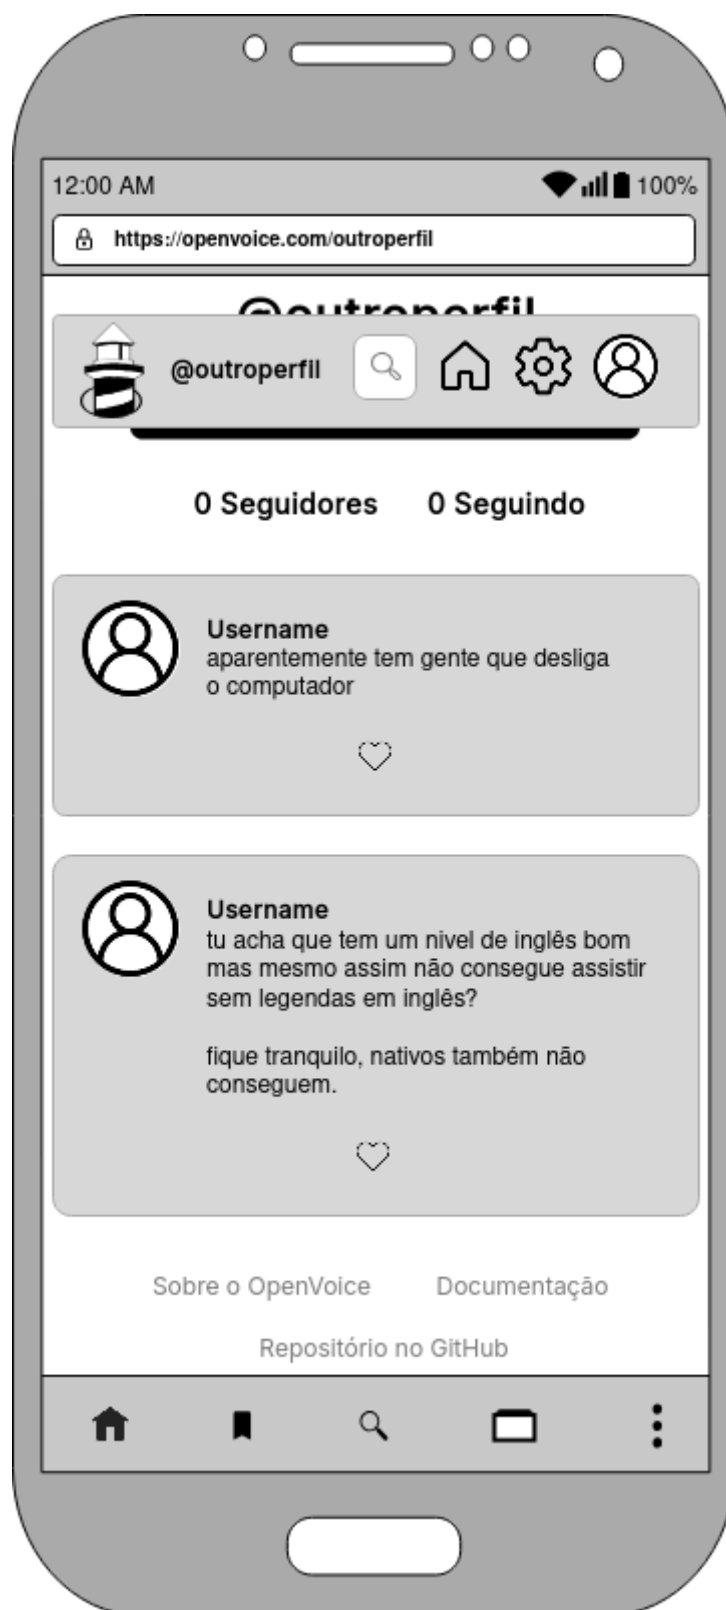 12:00 AM 100%
https://openvoice.com/outroperfil
@outroperfil
@outroperfil
0 Seguidores 0 Seguindo
Username
aparentemente tem gente que desliga
o computador
Username
tu acha que tem um nivel de inglês bom
mas mesmo assim não consegue assistir
sem legendas em inglês?
fique tranquilo, nativos também não
conseguem.
Sobre o OpenVoice Documentação
Repositório no GitHub